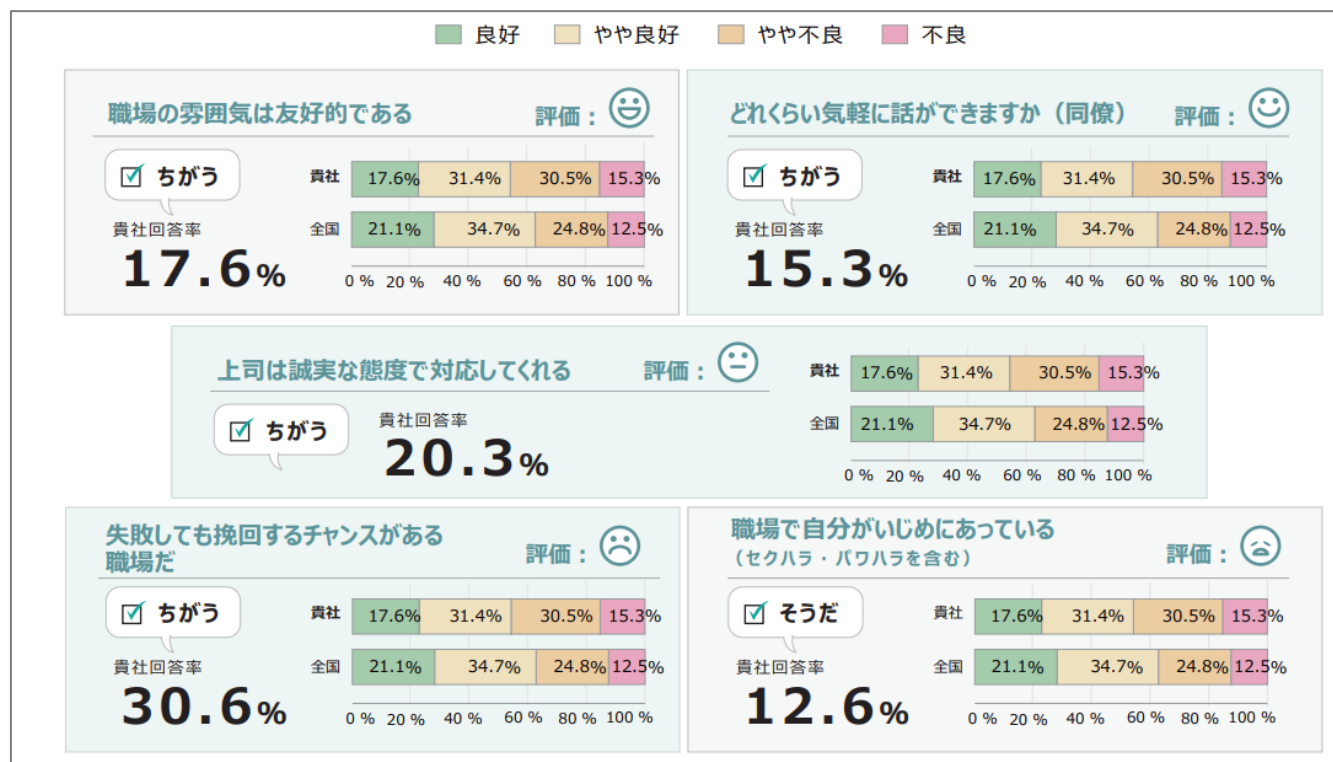 良好 やや良好 やや不良 不良
職場の雰囲気は友好的である 評価：
ちがう
貴社回答率
17.6%
貴社 17.6% 31.4% 30.5% 15.3%
全国 21.1% 34.7% 24.8% 12.5%
0 % 20 % 40 % 60 % 80 % 100 %
どれくらい気軽に話ができますか（同僚） 評価：
ちがう
貴社回答率
15.3%
貴社 17.6% 31.4% 30.5% 15.3%
全国 21.1% 34.7% 24.8% 12.5%
0 % 20 % 40 % 60 % 80 % 100 %
上司は誠実な態度で対応してくれる 評価：
ちがう
貴社回答率
20.3%
貴社 17.6% 31.4% 30.5% 15.3%
全国 21.1% 34.7% 24.8% 12.5%
0 % 20 % 40 % 60 % 80 % 100 %
失敗しても挽回するチャンスがある
職場だ 評価：
ちがう
貴社回答率
30.6%
貴社 17.6% 31.4% 30.5% 15.3%
全国 21.1% 34.7% 24.8% 12.5%
0 % 20 % 40 % 60 % 80 % 100 %
職場で自分がいじめにあっている
（セクハラ・パワハラを含む） 評価：
そうだ
貴社回答率
12.6%
貴社 17.6% 31.4% 30.5% 15.3%
全国 21.1% 34.7% 24.8% 12.5%
0 % 20 % 40 % 60 % 80 % 100 %